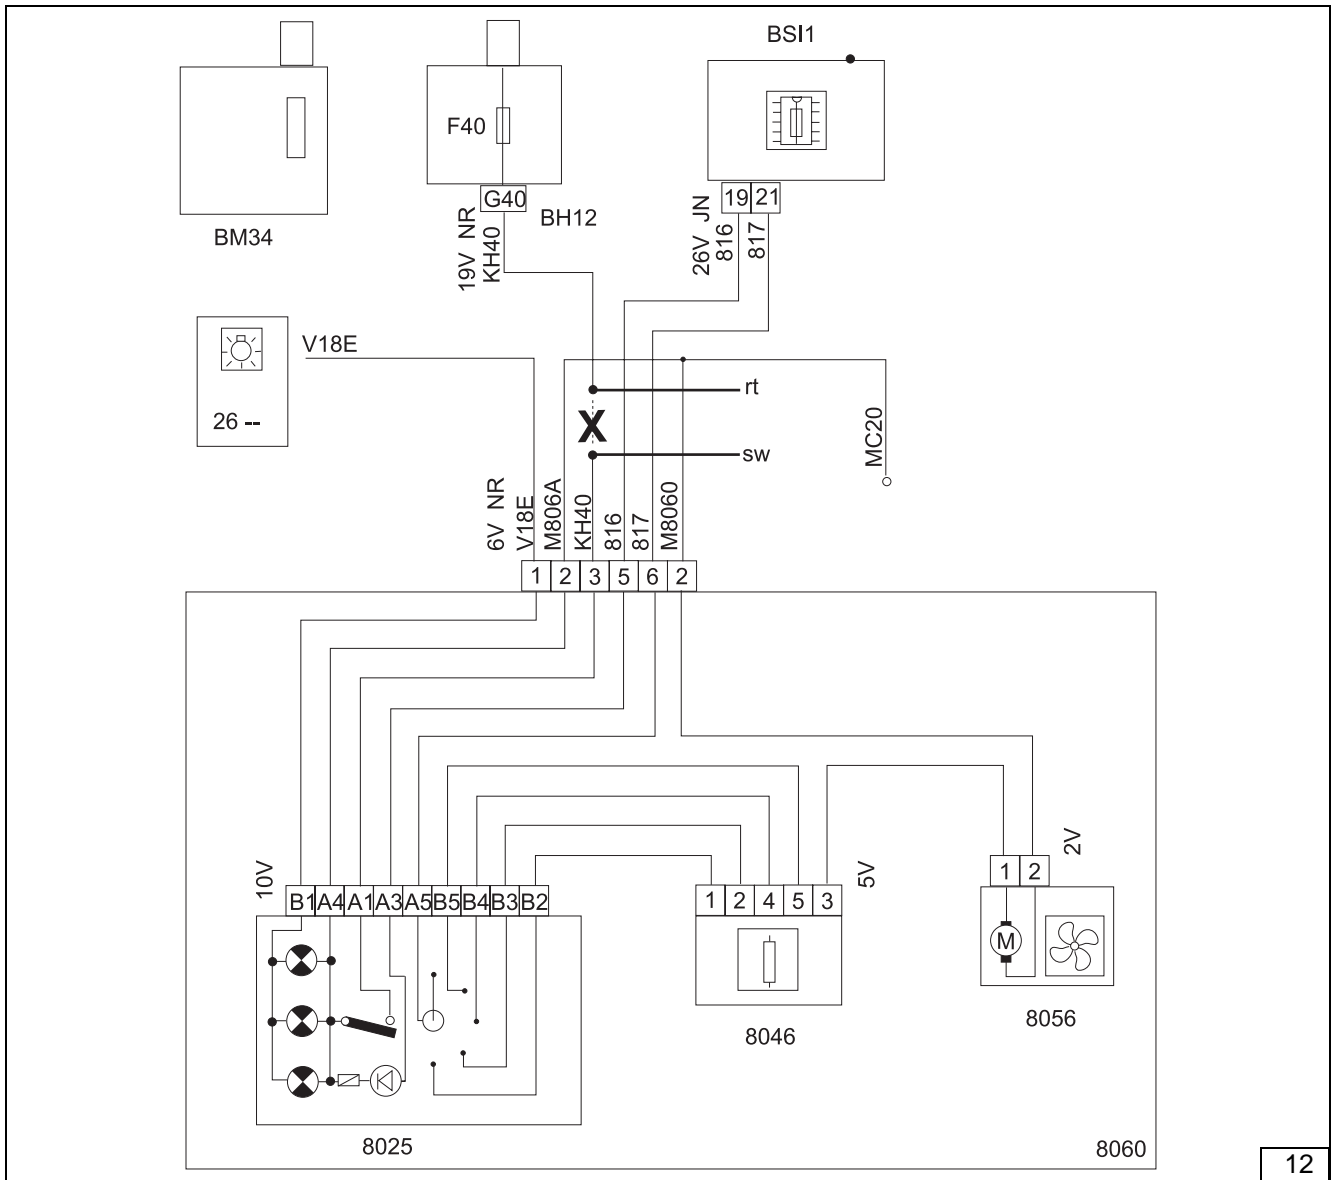 BSI1
F40
G40
BH12
19 21
BM34
19V NR
KH40
26V JN
816
817
V18E
26 --
rt
X
sw
MC20
6V NR
V18E
M806A
KH40
816
817
M8060
1 2 3 5 6 2
10V
B1 A4 A1 A3 A5 B5 B4 B3 B2
1 2 4 5 3
5V
1 2
2V
M
8025
8046
8056
8060
12